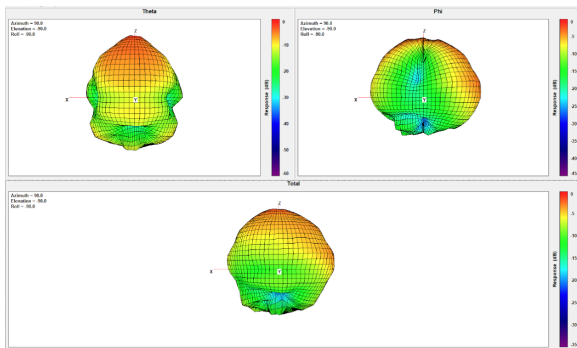 Theta
Azimuth = 90.0
Elevation = -90.0
Roll = -90.0
Z
X
Y
0
-10
-20
-30
-40
-50
-60
Response (dB)
Phi
Azimuth = 90.0
Elevation = -90.0
Roll = -90.0
Z
X
Y
0
-5
-10
-15
-20
-25
-30
-35
-40
-45
Response (dB)
Total
Azimuth = 90.0
Elevation = -90.0
Roll = -90.0
Z
X
Y
0
-5
-10
-15
-20
-25
-30
-35
Response (dB)